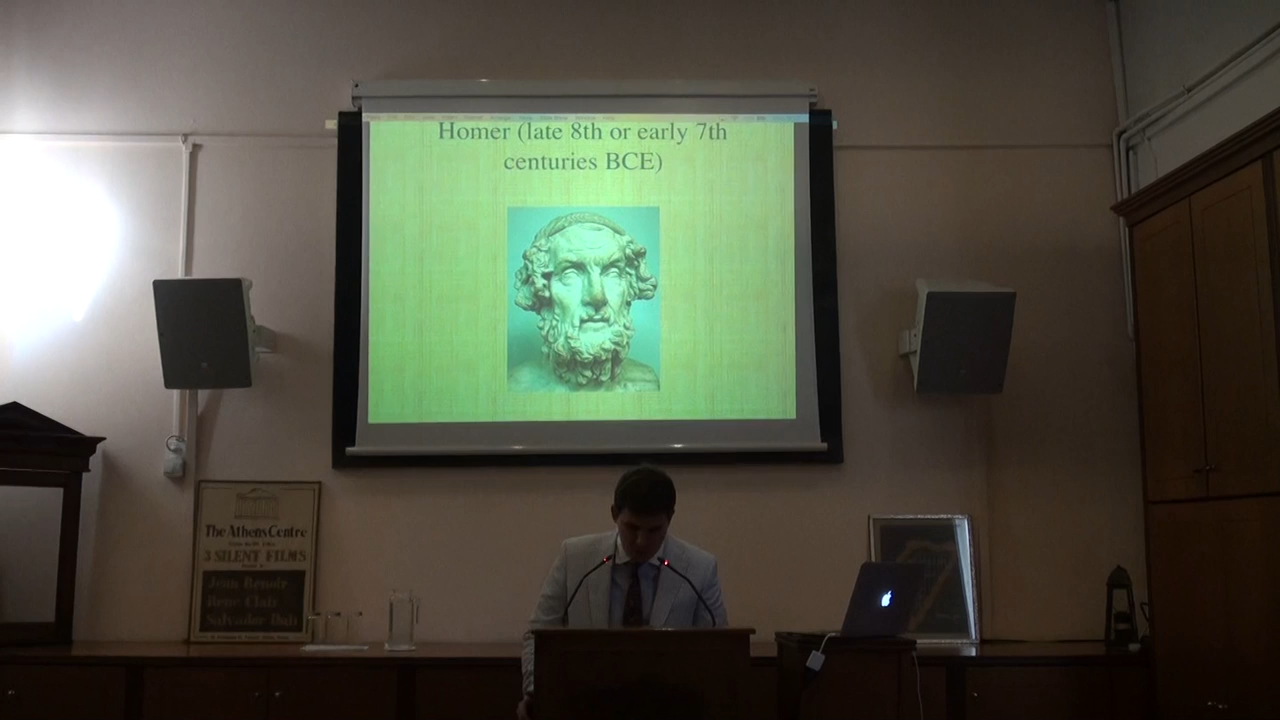 Homer (late 8th or early 7th
centuries BCE)
The Athens Centre
3 SILENT FILMS
Jean Renoir
Rene Clair
Salvador Dali